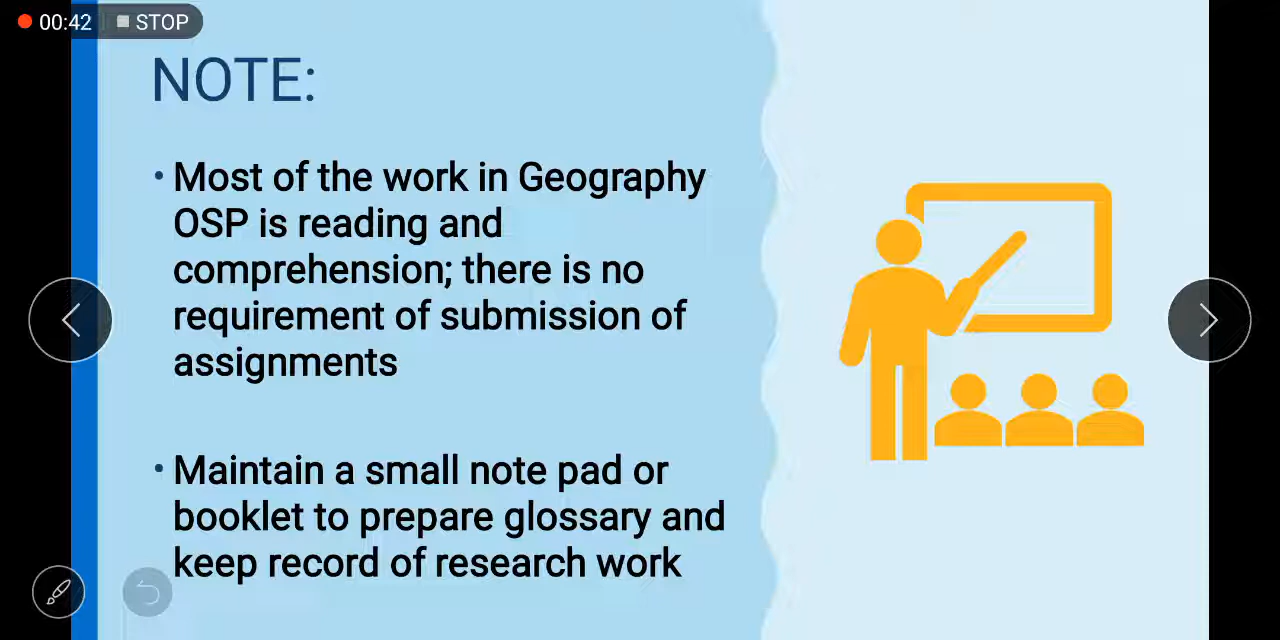 00:42 STOP
NOTE:
• Most of the work in Geography
OSP is reading and
comprehension; there is no
requirement of submission of
assignments
• Maintain a small note pad or
booklet to prepare glossary and
keep record of research work